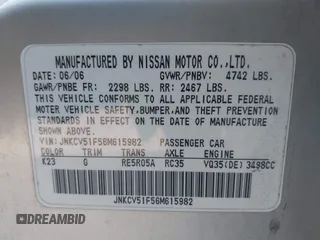 MANUFACTURED BY NISSAN MOTOR CO.,LTD.
DATE: 06/06 GVWR/PNBV: 4742 LBS.
GAWR/PNBE FR: 2298 LBS. RR: 2467 LBS.
THIS VEHICLE CONFORMS TO ALL APPLICABLE FEDERAL
MOTOR VEHICLE SAFETY, BUMPER, AND THEFT PREVENTION
STANDARDS IN EFFECT ON THE DATE OF MANUFACTURE
SHOWN ABOVE.
VIN: JNKCV51F56M615982 PASSENGER CAR
COLOR TRIM TRANS AXLE ENGINE
K23 G RE5R05A RC35 VQ35(DE) 3498CC
JNKCV51F56M615982
AutoBidMaster